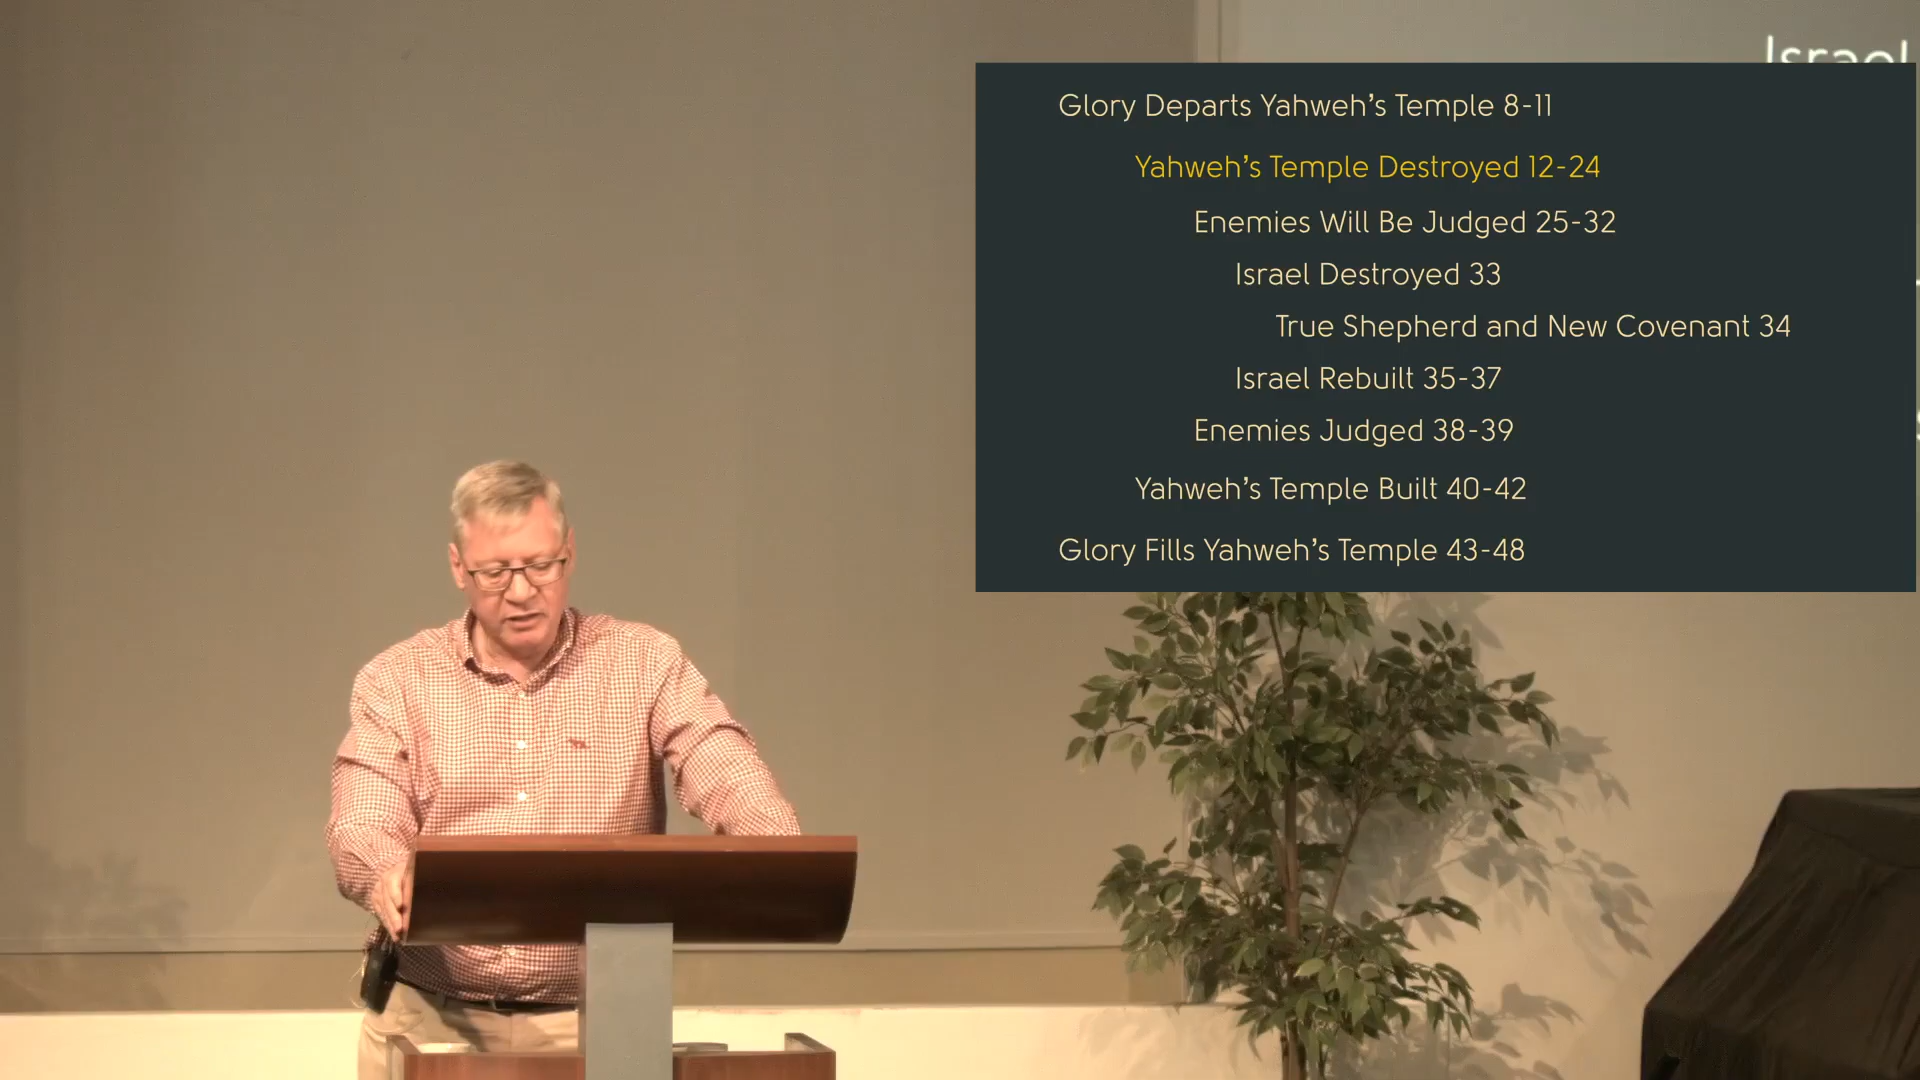 Israel
Glory Departs Yahweh’s Temple 8-11
Yahweh’s Temple Destroyed 12-24
Enemies Will Be Judged 25-32
Israel Destroyed 33
True Shepherd and New Covenant 34
Israel Rebuilt 35-37
Enemies Judged 38-39
Yahweh’s Temple Built 40-42
Glory Fills Yahweh’s Temple 43-48